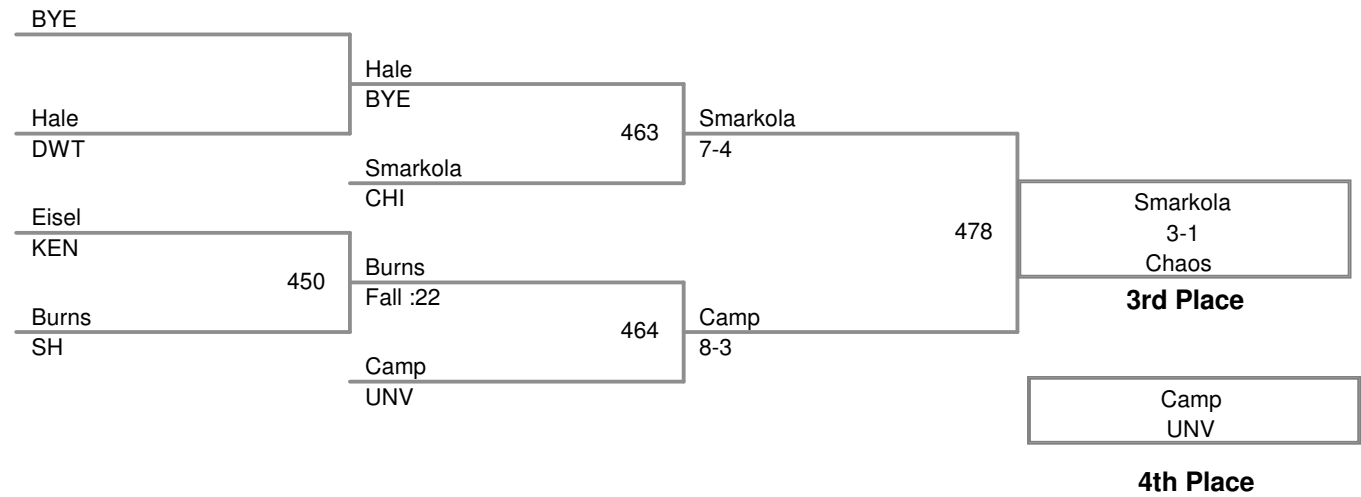 BYE
Hale
DWT
Eisel
KEN
450
Burns
SH
Hale
BYE
463
Smarkola
CHI
Burns
Fall :22
464
Camp
UNV
Smarkola
7-4
478
Camp
8-3
Smarkola
3-1
Chaos
3rd Place
Camp
UNV
4th Place